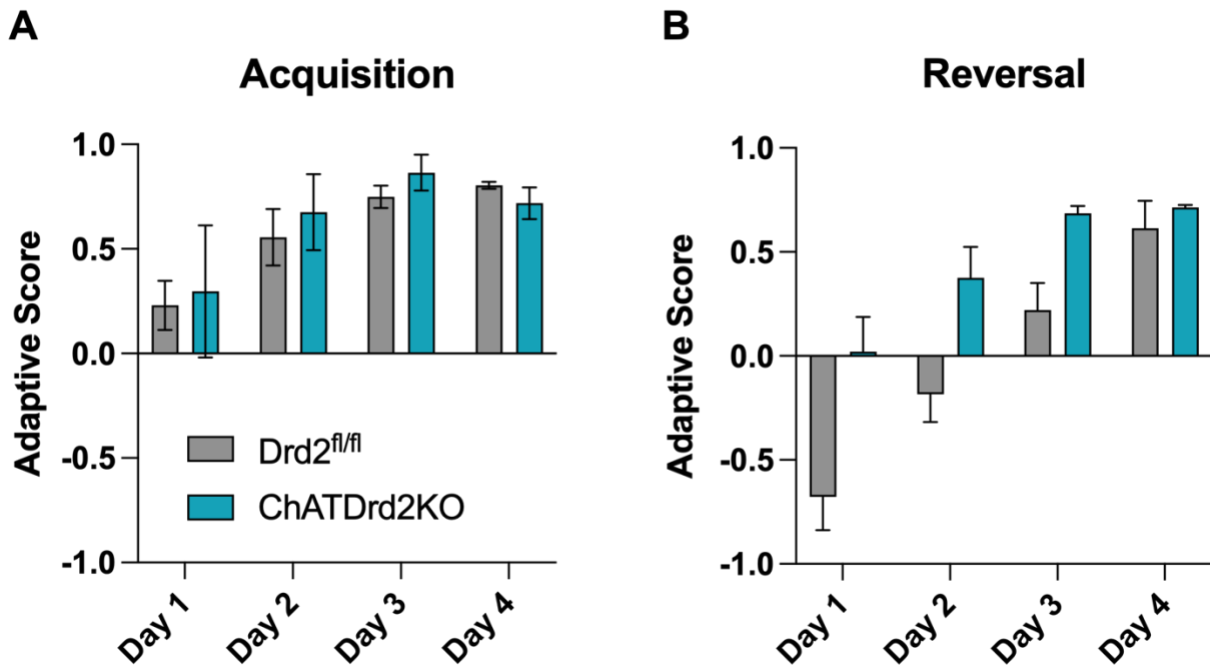 A
Acquisition
Adaptive Score
1.0
0.5
0.0
-0.5
-1.0
Drd2fl/fl
ChATDrd2KO
Day 1
Day 2
Day 3
Day 4
B
Reversal
Adaptive Score
1.0
0.5
0.0
-0.5
-1.0
Day 1
Day 2
Day 3
Day 4